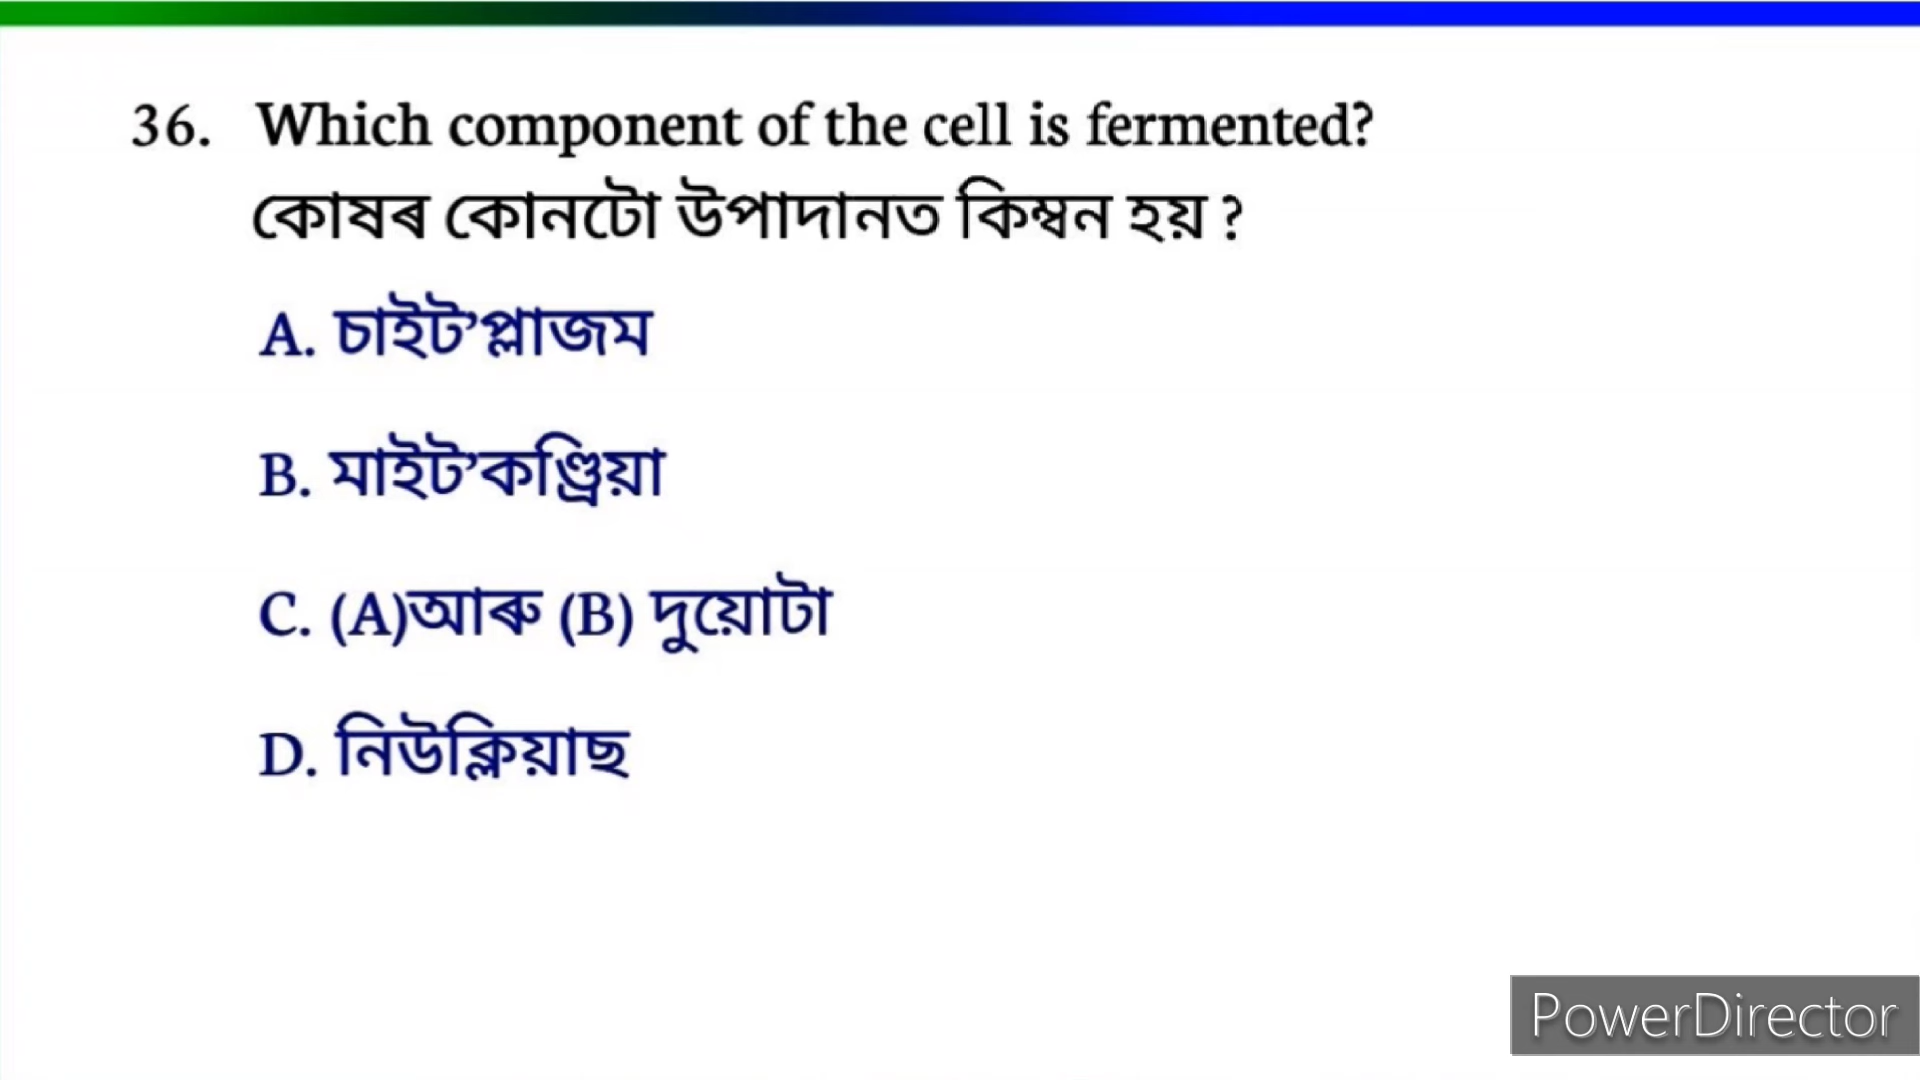 36. Which component of the cell is fermented?
কোষৰ কোনটো উপাদানত কিম্বন হয় ?
A. চাইট’প্লাজম
B. মাইট’কণ্ড্ৰিয়া
C. (A)আৰু (B) দুয়োটা
D. নিউক্লিয়াছ
PowerDirector